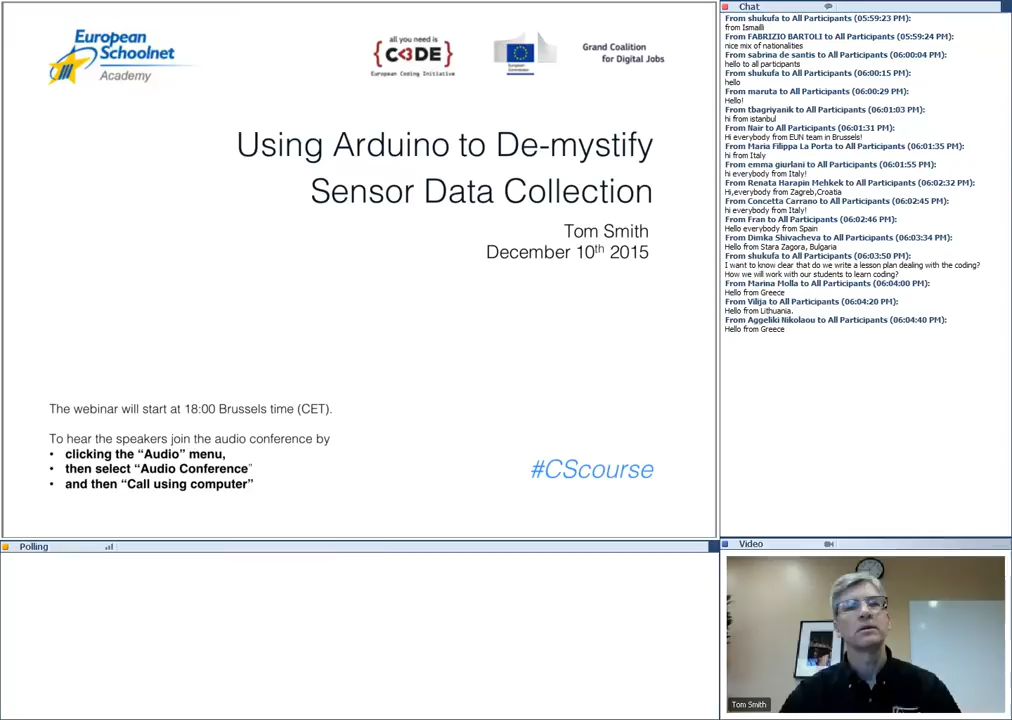 European
Schoolnet
Academy
all you need is
{C<3DE}
European Coding Initiative
European
Commission
Grand Coalition
for Digital Jobs
Using Arduino to De-mystify
Sensor Data Collection
Tom Smith
December 10th 2015
The webinar will start at 18:00 Brussels time (CET).
To hear the speakers join the audio conference by
• clicking the “Audio” menu,
• then select “Audio Conference”
• and then “Call using computer”
#CScourse
Polling
Chat
From shukufa to All Participants (05:59:23 PM):
from Ismailli
From FABRIZIO BARTOLI to All Participants (05:59:24 PM):
nice mix of nationalities
From sabrina de santis to All Participants (06:00:04 PM):
hello to all participants
From shukufa to All Participants (06:00:15 PM):
hello
From maruta to All Participants (06:00:29 PM):
Hello!
From tbagriyanik to All Participants (06:01:03 PM):
hi from istanbul
From Nair to All Participants (06:01:31 PM):
Hi everybody from EUN team in Brussels!
From Maria Filippa La Porta to All Participants (06:01:35 PM):
hi from Italy
From emma giurlani to All Participants (06:01:55 PM):
hi everybody from Italy!
From Renata Harapin Mehkek to All Participants (06:02:32 PM):
Hi,everybody from Zagreb,Croatia
From Concetta Carrano to All Participants (06:02:45 PM):
hi everybody from Italy!
From Fran to All Participants (06:02:46 PM):
Hello everybody from Spain
From Dimka Shivacheva to All Participants (06:03:34 PM):
Hello from Stara Zagora, Bulgaria
From shukufa to All Participants (06:03:50 PM):
I want to know clear that do we write a lesson plan dealing with the coding?
How we will work with our students to learn coding?
From Marina Molla to All Participants (06:04:00 PM):
Hello from Greece
From Vilija to All Participants (06:04:20 PM):
Hello from Lithuania.
From Aggeliki Nikolaou to All Participants (06:04:40 PM):
Hello from Greece
Video
Tom Smith